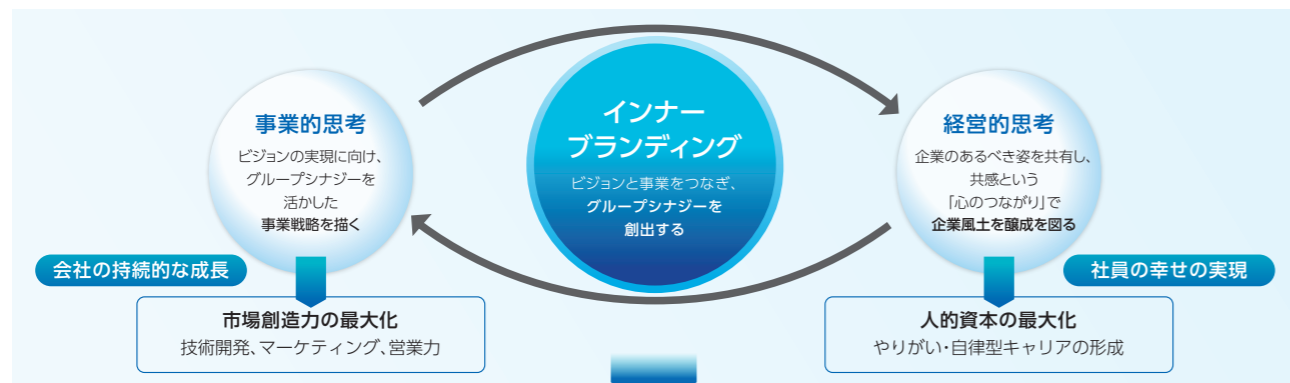 事業的思考
ビジョンの実現に向け、
グループシナジーを
活かした
事業戦略を描く
会社の持続的な成長
市場創造力の最大化
技術開発、マーケティング、営業力
インナー
ブランディング
ビジョンと事業をつなぎ、
グループシナジーを
創出する
経営的思考
企業のあるべき姿を共有し、
共感という
「心のつながり」で
企業風土を醸成を図る
社員の幸せの実現
人的資本の最大化
やりがい・自律型キャリアの形成